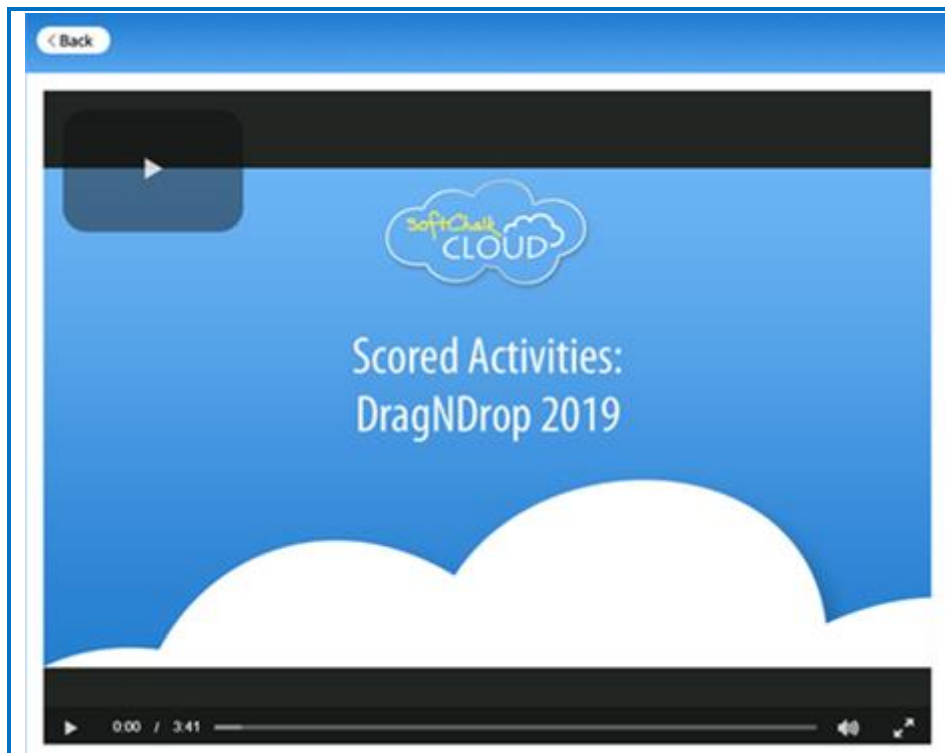 < Back
SoftChalk
CLOUD
Scored Activities:
DragNDrop 2019
0:00 / 3:41